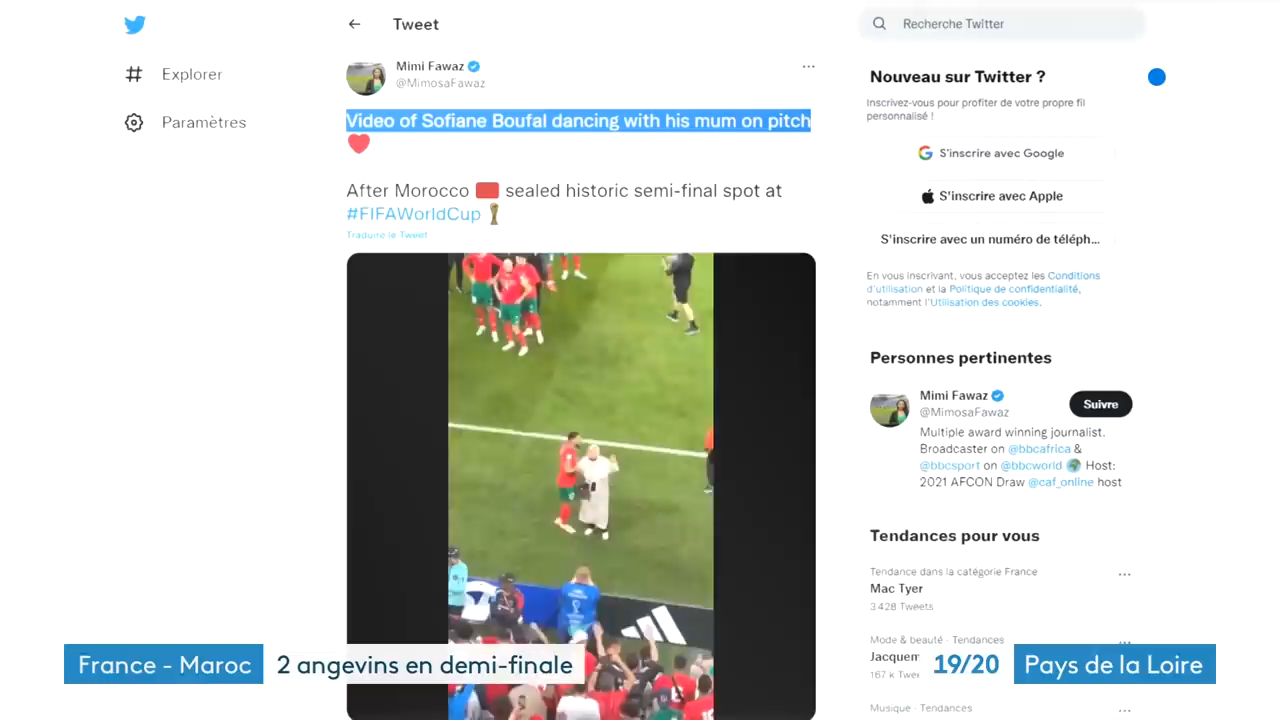 Tweet
Recherche Twitter
Explorer
Paramètres
Mimi Fawaz
@MimosaFawaz
Video of Sofiane Boufal dancing with his mum on pitch
After Morocco sealed historic semi-final spot at
#FIFAWorldCup
Traduire le Tweet
Nouveau sur Twitter ?
Inscrivez-vous pour profiter de votre propre fil
personnalisé !
S'inscrire avec Google
S'inscrire avec Apple
S'inscrire avec un numéro de téléph...
En vous inscrivant, vous acceptez les Conditions
d'utilisation et la Politique de confidentialité,
notamment l'Utilisation des cookies.
Personnes pertinentes
Mimi Fawaz
@MimosaFawaz
Suivre
Multiple award winning journalist.
Broadcaster on @bbcafrica &
@bbcsport on @bbcworld Host:
2021 AFCON Draw @caf_online host
Tendances pour vous
Tendance dans la catégorie France
Mac Tyer
3 428 Tweets
Mode & beauté · Tendances
Jacquem
167 k Twee
Musique · Tendances
France - Maroc
2 angevins en demi-finale
19/20
Pays de la Loire